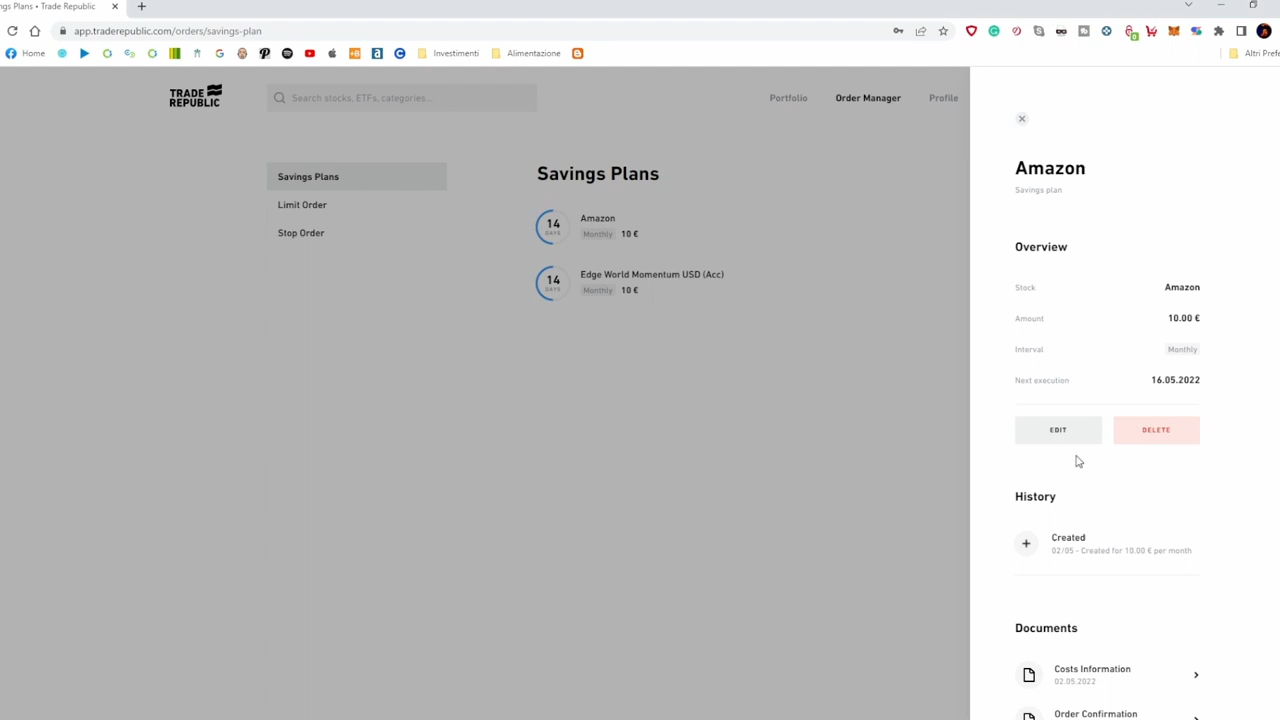 ngs Plans • Trade Republic
app.traderepublic.com/orders/savings-plan
Home
Investimenti
Alimentazione
Altri Prefe
TRADE REPUBLIC
Search stocks, ETFs, categories...
Portfolio
Order Manager
Profile
Savings Plans
Limit Order
Stop Order
Savings Plans
14 DAYS
Amazon
Monthly 10 €
14 DAYS
Edge World Momentum USD (Acc)
Monthly 10 €
Amazon
Savings plan
Overview
Stock Amazon
Amount 10.00 €
Interval Monthly
Next execution 16.05.2022
EDIT DELETE
History
Created
02/05 - Created for 10.00 € per month
Documents
Costs Information
02.05.2022
Order Confirmation